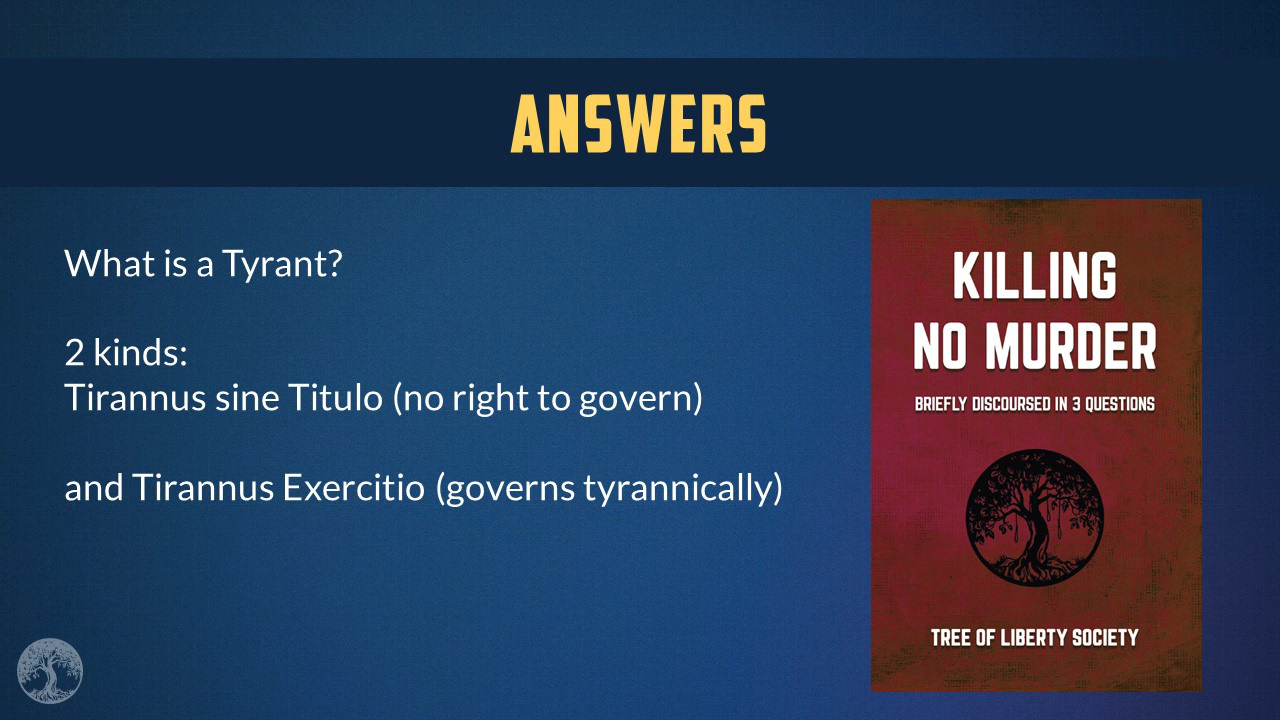 ANSWERS
What is a Tyrant?
2 kinds:
Tirannus sine Titulo (no right to govern)
and Tirannus Exercitio (governs tyrannically)
KILLING
NO MURDER
BRIEFLY DISCOURSED IN 3 QUESTIONS
TREE OF LIBERTY SOCIETY